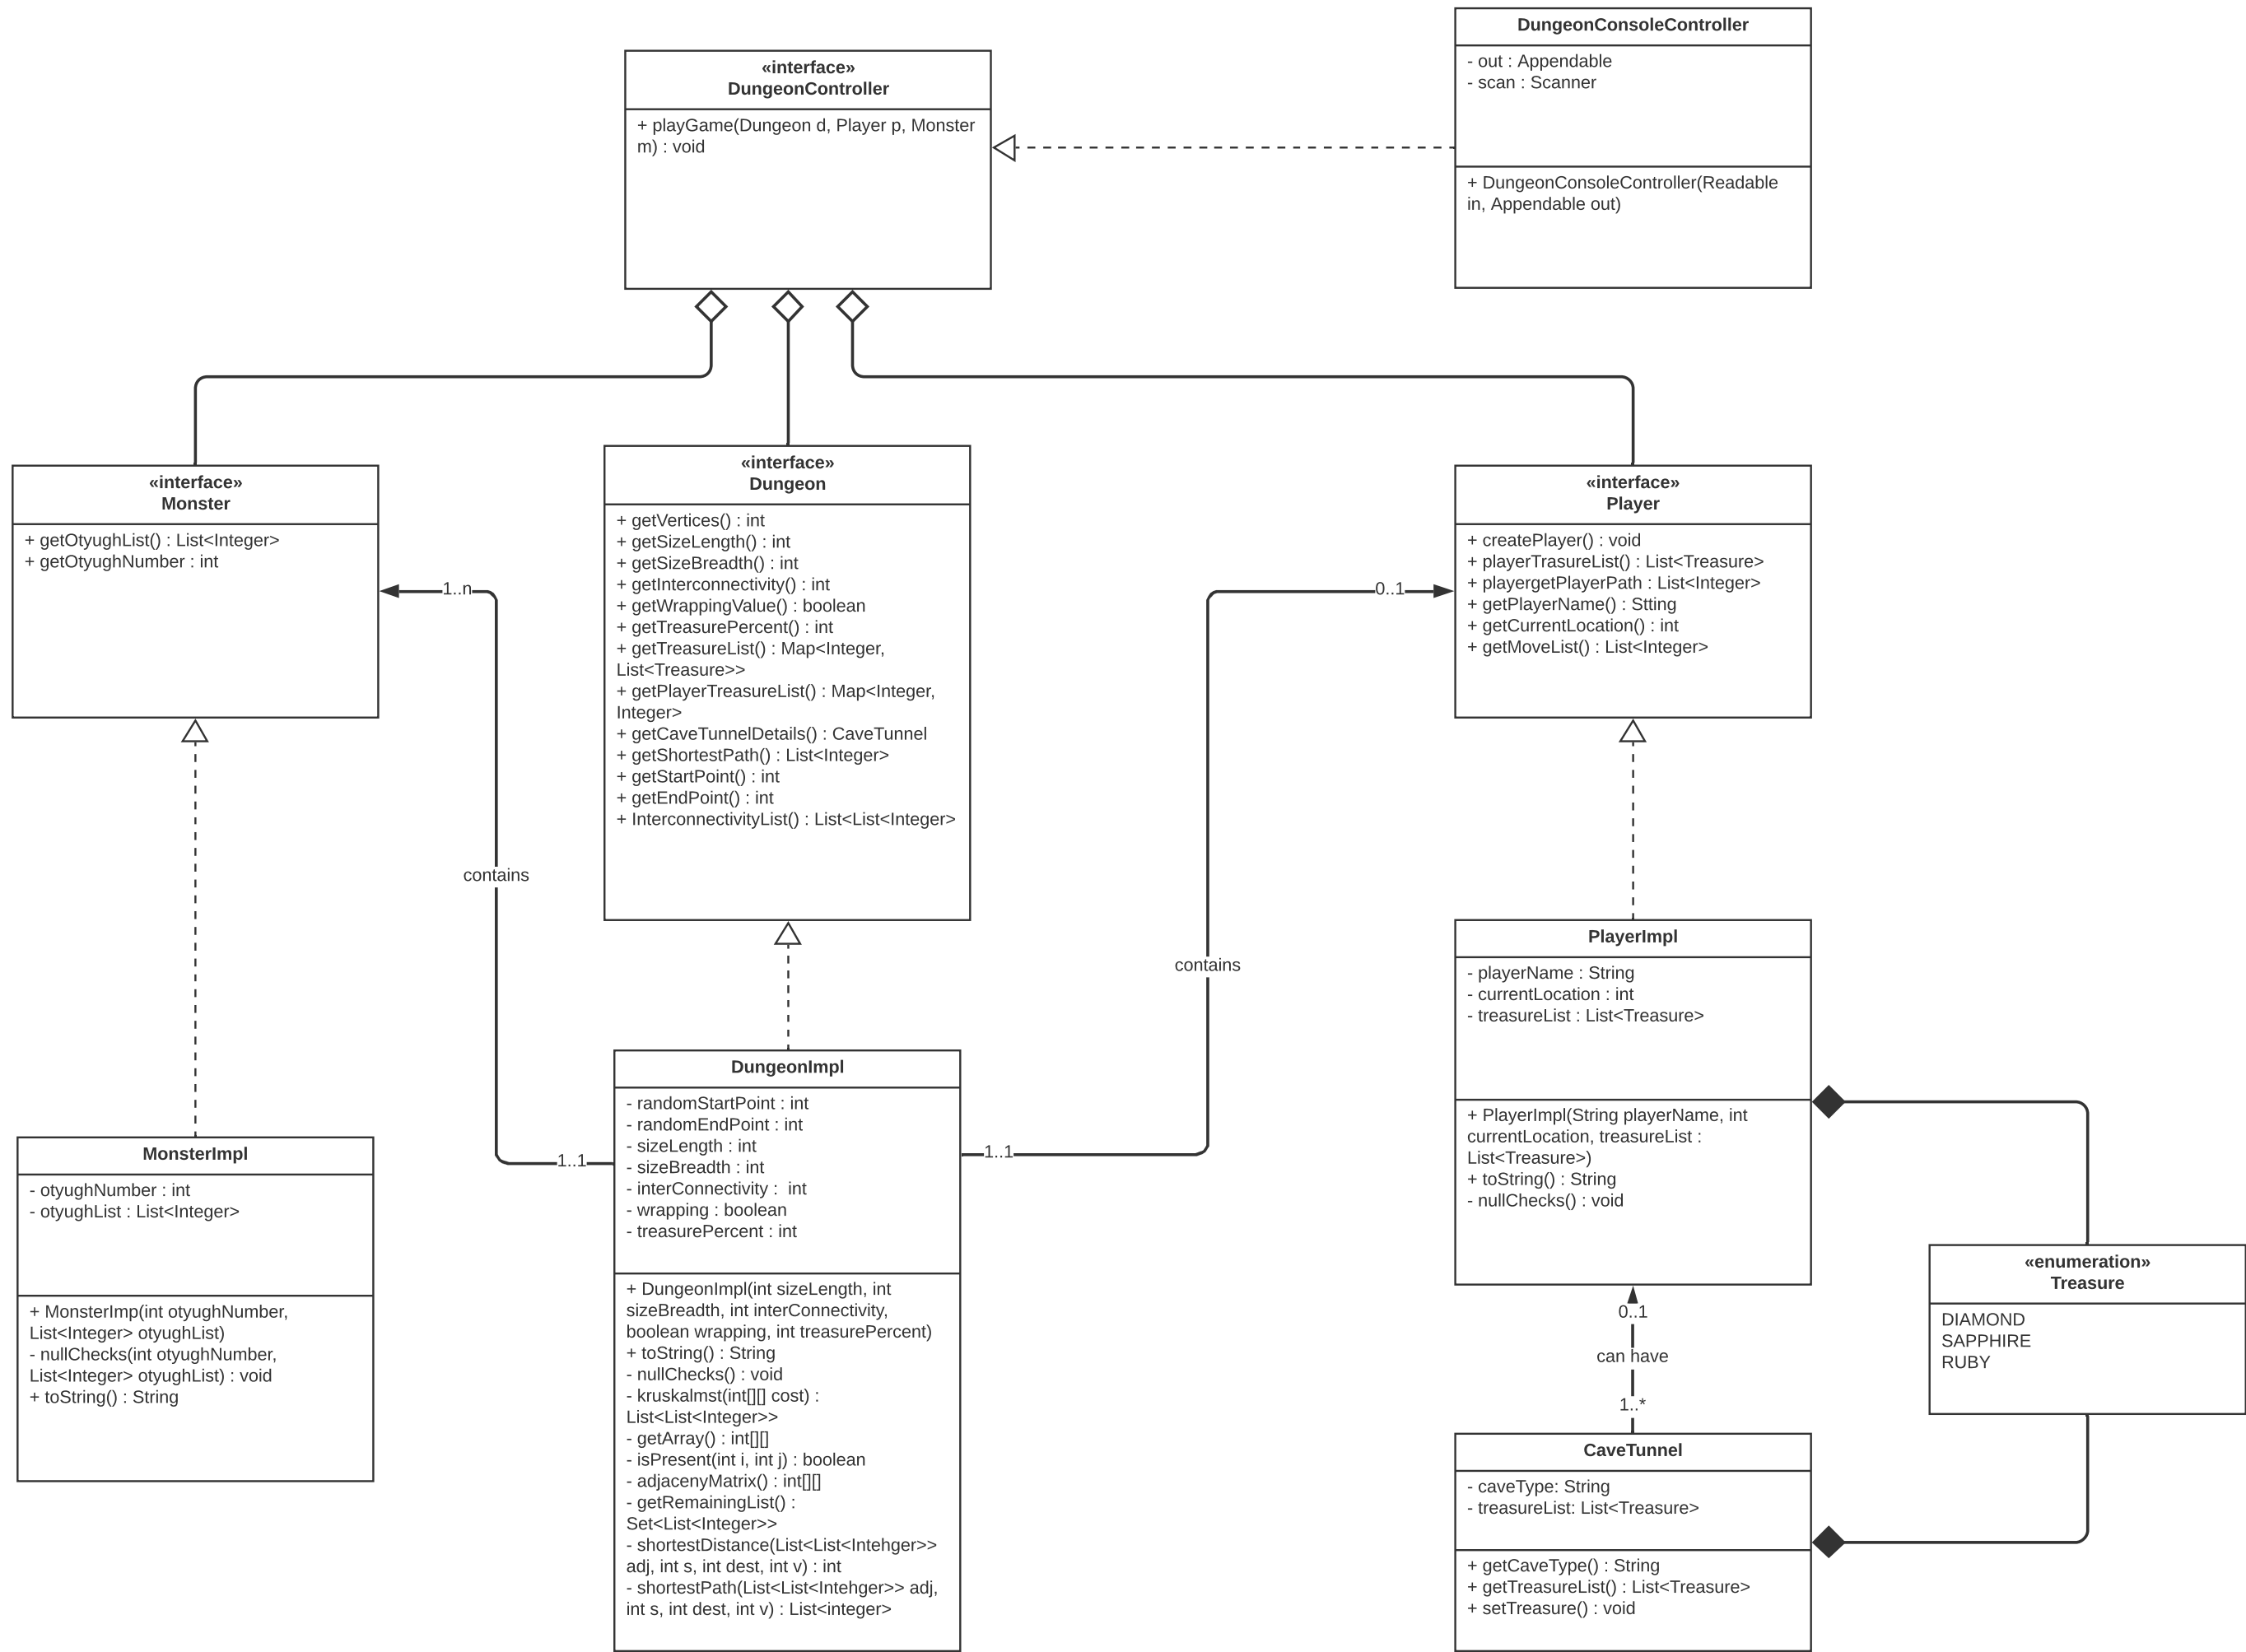 DungeonConsoleController
- out : Appendable
- scan : Scanner
+ DungeonConsoleController(Readable
in, Appendable out)
«interface»
DungeonController
+ playGame(Dungeon d, Player p, Monster
m) : void
«interface»
Monster
+ getOtyughList() : List<Integer>
+ getOtyughNumber : int
«interface»
Dungeon
+ getVertices() : int
+ getSizeLength() : int
+ getSizeBreadth() : int
+ getInterconnectivity() : int
+ getWrappingValue() : boolean
+ getTreasurePercent() : int
+ getTreasureList() : Map<Integer,
List<Treasure>>
+ getPlayerTreasureList() : Map<Integer,
Integer>
+ getCaveTunnelDetails() : CaveTunnel
+ getShortestPath() : List<Integer>
+ getStartPoint() : int
+ getEndPoint() : int
+ InterconnectivityList() : List<List<Integer>
«interface»
Player
+ createPlayer() : void
+ playerTrasureList() : List<Treasure>
+ playergetPlayerPath : List<Integer>
+ getPlayerName() : Stting
+ getCurrentLocation() : int
+ getMoveList() : List<Integer>
1..n
contains
1..1
0..1
contains
1..1
MonsterImpl
- otyughNumber : int
- otyughList : List<Integer>
+ MonsterImp(int otyughNumber,
List<Integer> otyughList)
- nullChecks(int otyughNumber,
List<Integer> otyughList) : void
+ toString() : String
DungeonImpl
- randomStartPoint : int
- randomEndPoint : int
- sizeLength : int
- sizeBreadth : int
- interConnectivity :  int
- wrapping : boolean
- treasurePercent : int
+ DungeonImpl(int sizeLength, int
sizeBreadth, int interConnectivity,
boolean wrapping, int treasurePercent)
+ toString() : String
- nullChecks() : void
- kruskalmst(int[][] cost) :
List<List<Integer>>
- getArray() : int[][]
- isPresent(int i, int j) : boolean
- adjacenyMatrix() : int[][]
- getRemainingList() :
Set<List<Integer>>
- shortestDistance(List<List<Intehger>>
adj, int s, int dest, int v) : int
- shortestPath(List<List<Intehger>> adj,
int s, int dest, int v) : List<integer>
PlayerImpl
- playerName : String
- currentLocation : int
- treasureList : List<Treasure>
+ PlayerImpl(String playerName, int
currentLocation, treasureList :
List<Treasure>)
+ toString() : String
- nullChecks() : void
«enumeration»
Treasure
DIAMOND
SAPPHIRE
RUBY
0..1
can have
1..*
CaveTunnel
- caveType: String
- treasureList: List<Treasure>
+ getCaveType() : String
+ getTreasureList() : List<Treasure>
+ setTreasure() : void